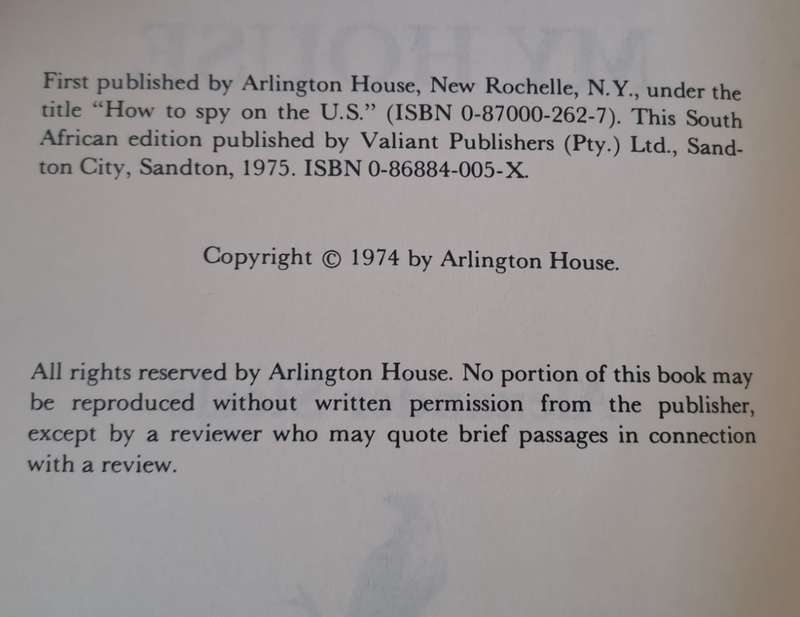 MY HOUSE
First published by Arlington House, New Rochelle, N.Y., under the
title “How to spy on the U.S.” (ISBN 0-87000-262-7). This South
African edition published by Valiant Publishers (Pty.) Ltd., Sand-
ton City, Sandton, 1975. ISBN 0-86884-005-X.
Copyright © 1974 by Arlington House.
All rights reserved by Arlington House. No portion of this book may
be reproduced without written permission from the publisher,
except by a reviewer who may quote brief passages in connection
with a review.